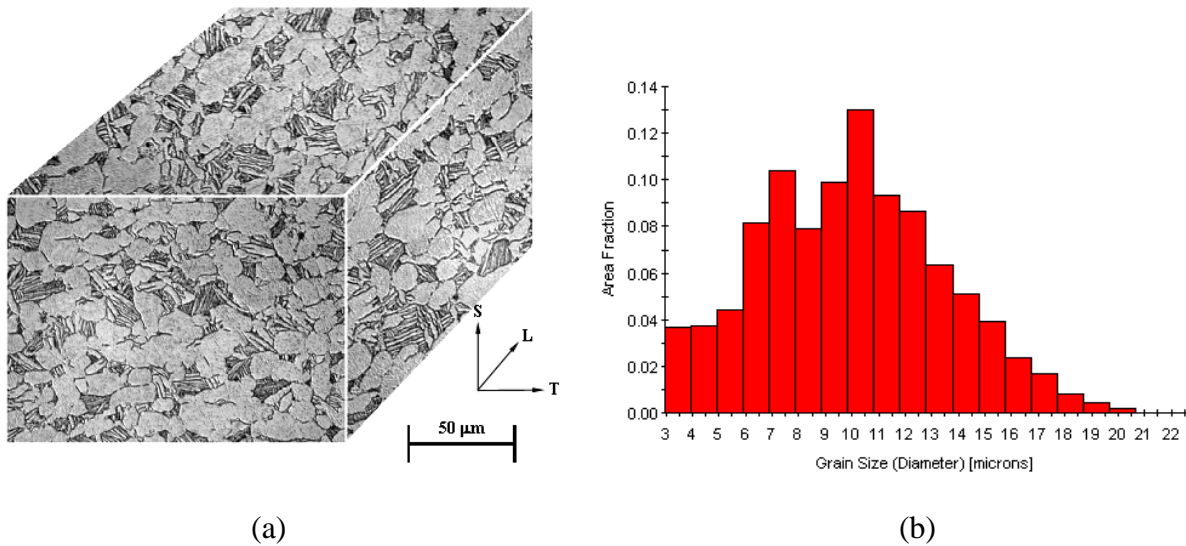 S
L
T
50 μm
(a)
0.14
0.12
0.10
0.08
0.06
0.04
0.02
0.00
Area Fraction
3 4 5 6 7 8 9 10 11 12 13 14 15 16 17 18 19 20 21 22
Grain Size (Diameter) [microns]
(b)